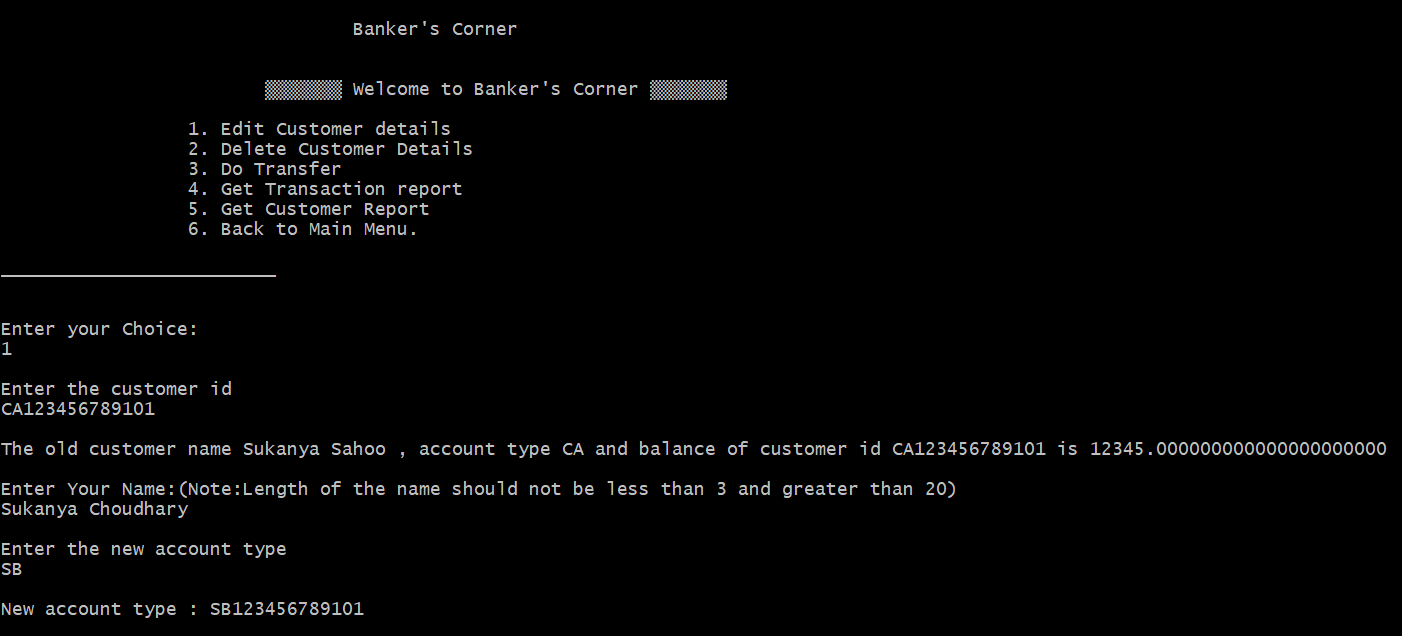 Banker's Corner
▒▒▒▒▒▒▒ Welcome to Banker's Corner ▒▒▒▒▒▒▒
1. Edit Customer details
2. Delete Customer Details
3. Do Transfer
4. Get Transaction report
5. Get Customer Report
6. Back to Main Menu.
_________________________
Enter your Choice:
1
Enter the customer id
CA123456789101
The old customer name Sukanya Sahoo , account type CA and balance of customer id CA123456789101 is 12345.000000000000000000000
Enter Your Name:(Note:Length of the name should not be less than 3 and greater than 20)
Sukanya Choudhary
Enter the new account type
SB
New account type : SB123456789101